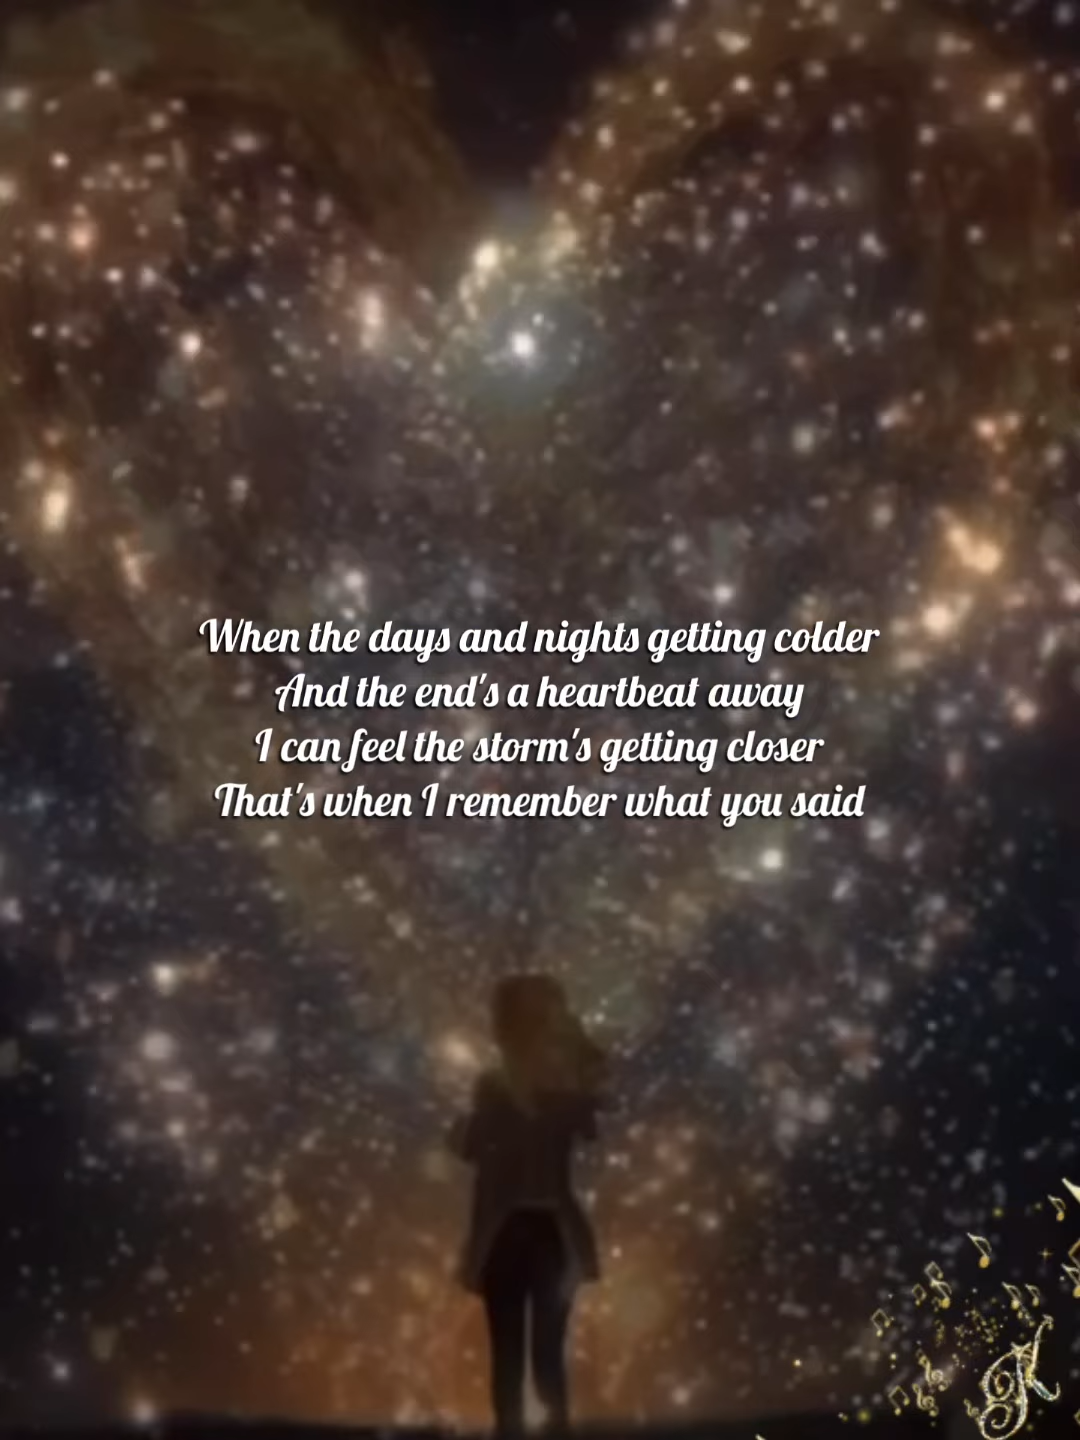 When the days and nights getting colder
And the end's a heartbeat away
I can feel the storm's getting closer
That's when I remember what you said